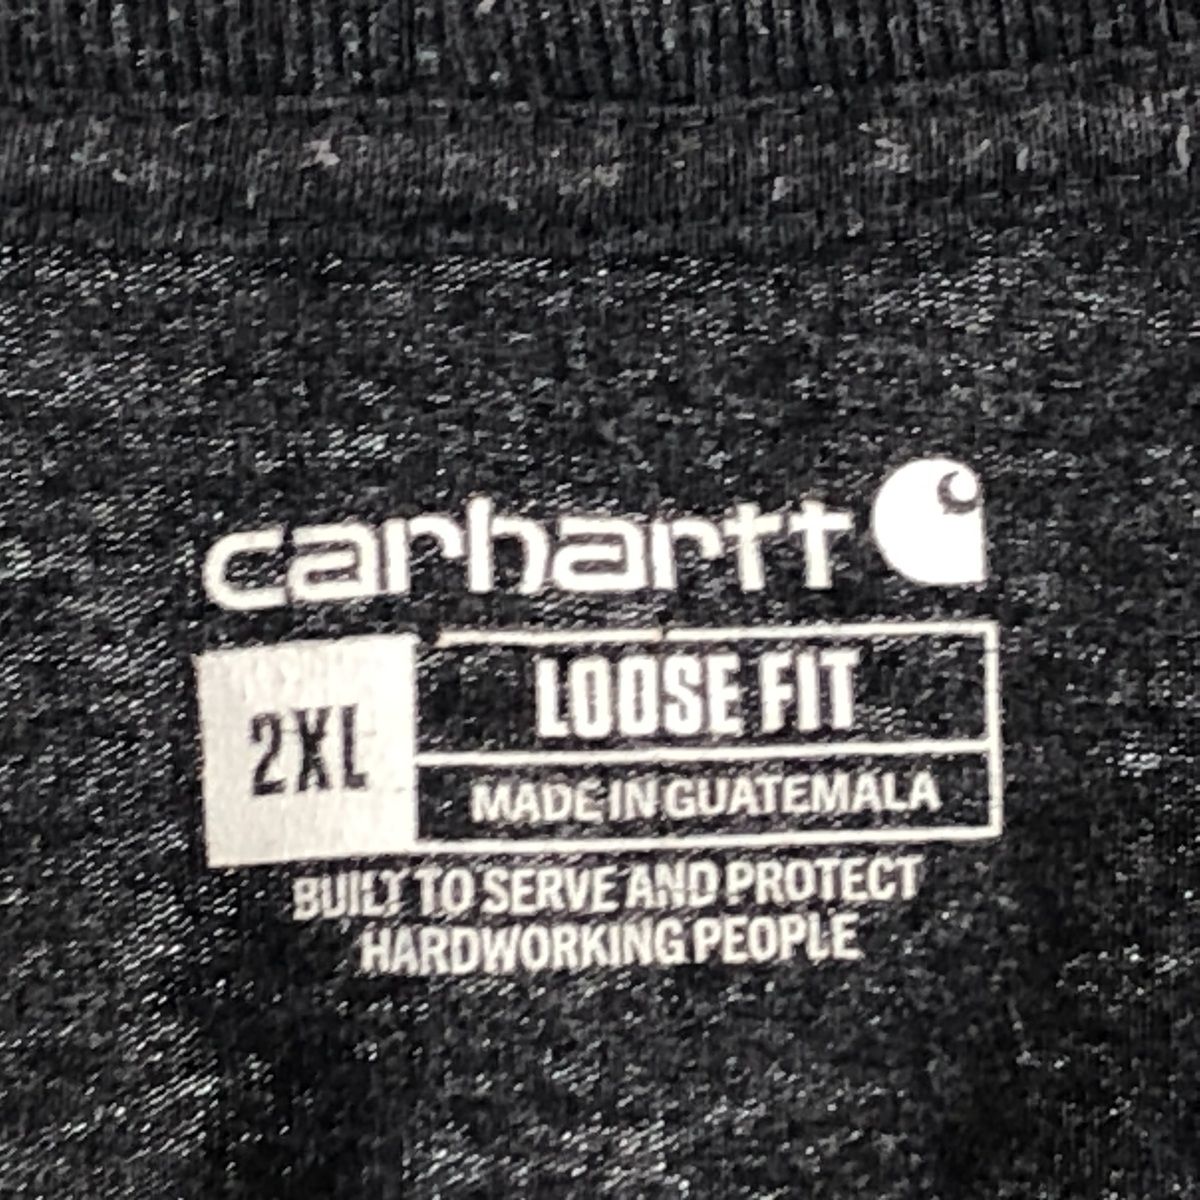 carhartt
2XL
LOOSE FIT
MADE IN GUATEMALA
BUILT TO SERVE AND PROTECT
HARDWORKING PEOPLE